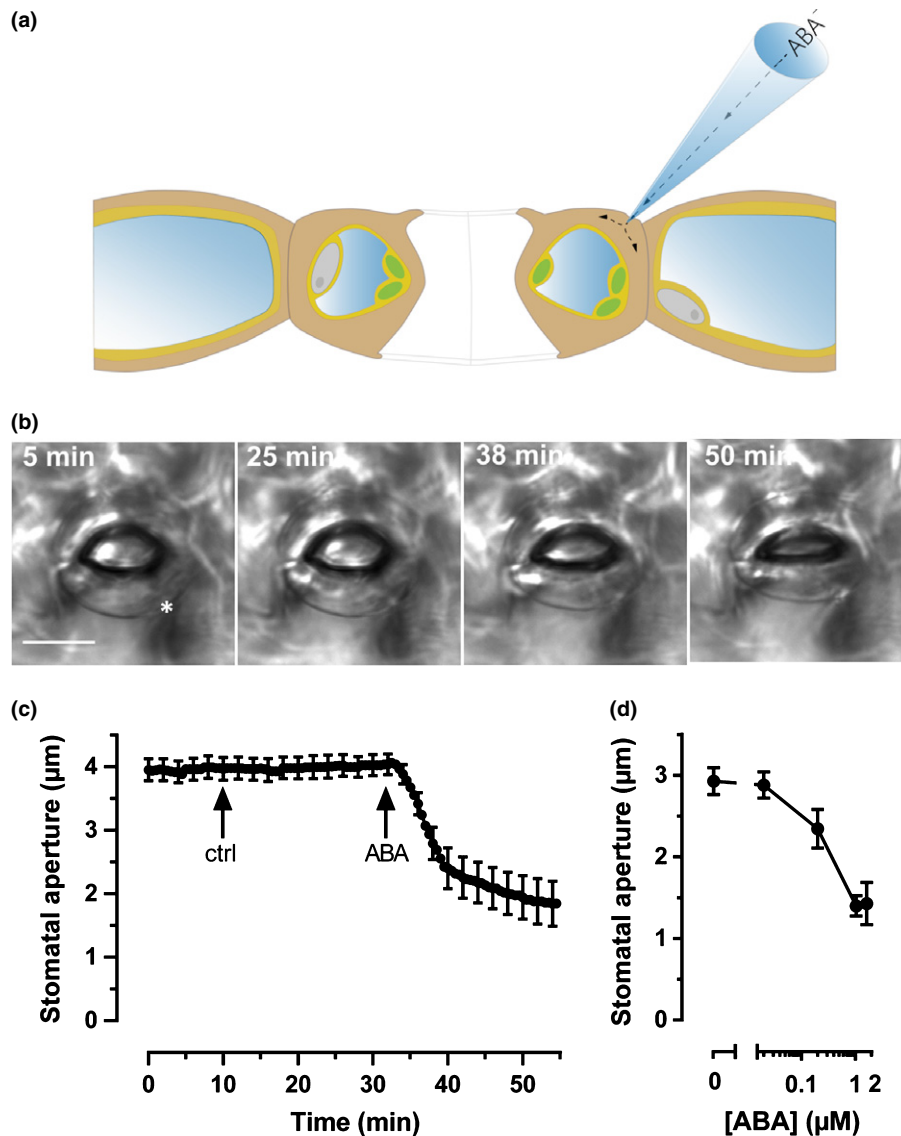 (a)
ABA⁻
(b)
5 min
25 min
38 min
50 min
*
(c)
Stomatal aperture (µm)
4
3
2
1
0
ctrl
ABA
0 10 20 30 40 50
Time (min)
(d)
Stomatal aperture (µm)
3
2
1
0
0 0.1 1 2
[ABA] (µM)